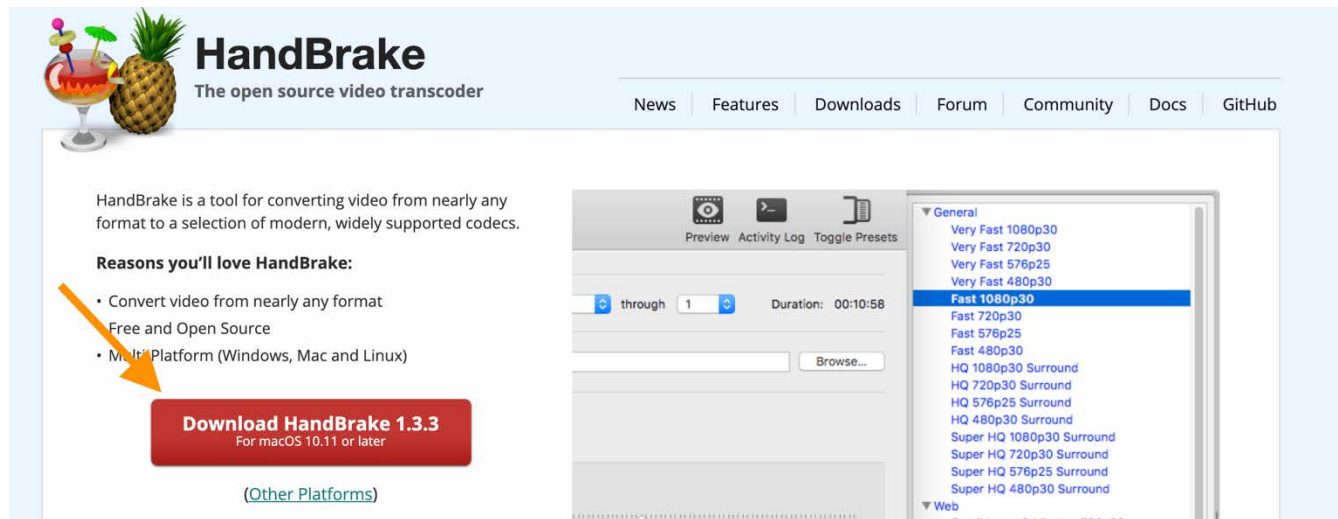 HandBrake
The open source video transcoder
News Features Downloads Forum Community Docs GitHub
HandBrake is a tool for converting video from nearly any
format to a selection of modern, widely supported codecs.
Reasons you'll love HandBrake:
• Convert video from nearly any format
Free and Open Source
• Multi Platform (Windows, Mac and Linux)
Download HandBrake 1.3.3
For macOS 10.11 or later
(Other Platforms)
Preview Activity Log Toggle Presets
through 1 Duration: 00:10:58
Browse...
General
Very Fast 1080p30
Very Fast 720p30
Very Fast 576p25
Very Fast 480p30
Fast 1080p30
Fast 720p30
Fast 576p25
Fast 480p30
HQ 1080p30 Surround
HQ 720p30 Surround
HQ 576p25 Surround
HQ 480p30 Surround
Super HQ 1080p30 Surround
Super HQ 720p30 Surround
Super HQ 576p25 Surround
Super HQ 480p30 Surround
Web